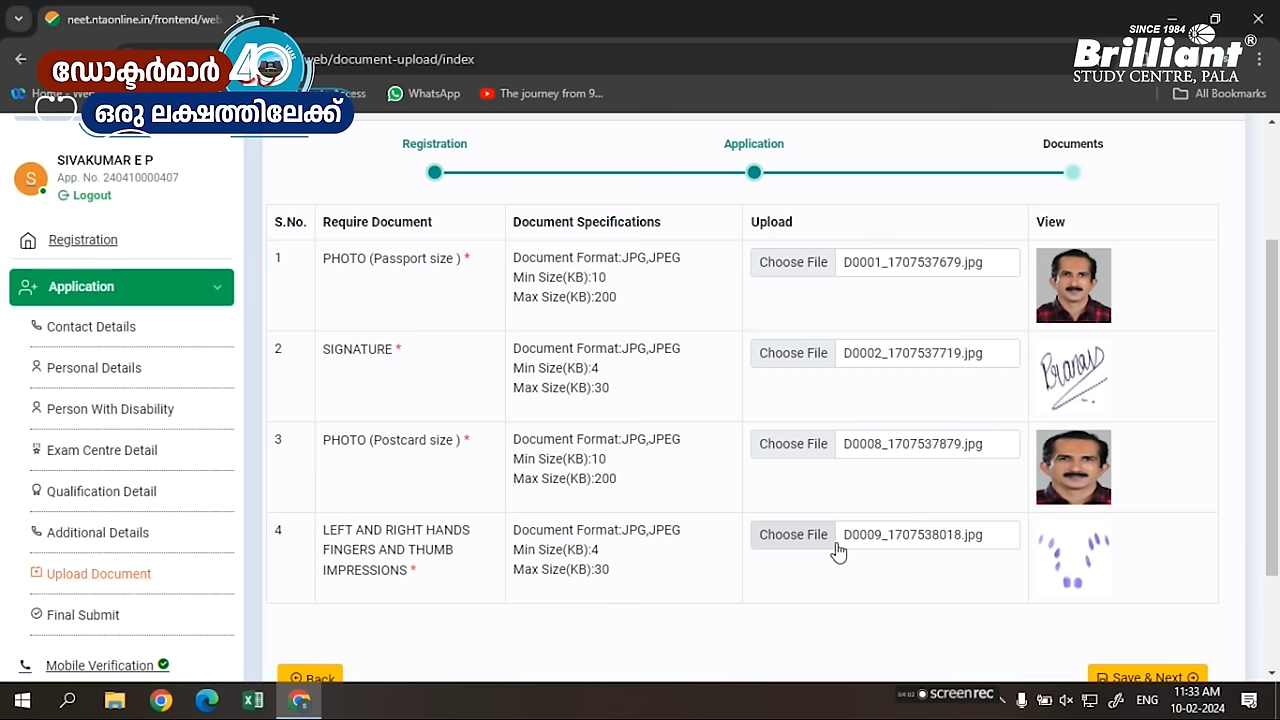 neet.ntaonline.in/frontend/web
web/document-upload/index
SINCE 1984
Brilliant®
STUDY CENTRE, PALA
ഡോക്ടർമാർ
40
ഒരു ലക്ഷത്തിലേക്ക്
WhatsApp
The journey from 9...
All Bookmarks
SIVAKUMAR E P
App. No. 240410000407
Logout
S
Registration
Application
Contact Details
Personal Details
Person With Disability
Exam Centre Detail
Qualification Detail
Additional Details
Upload Document
Final Submit
Mobile Verification
Registration Application Documents
S.No. Require Document Document Specifications Upload View
1 PHOTO (Passport size ) * Document Format:JPG,JPEG Choose File D0001_1707537679.jpg
Min Size(KB):10
Max Size(KB):200
2 SIGNATURE * Document Format:JPG,JPEG Choose File D0002_1707537719.jpg
Min Size(KB):4
Max Size(KB):30
Pranav
3 PHOTO (Postcard size ) * Document Format:JPG,JPEG Choose File D0008_1707537879.jpg
Min Size(KB):10
Max Size(KB):200
4 LEFT AND RIGHT HANDS Document Format:JPG,JPEG Choose File D0009_1707538018.jpg
FINGERS AND THUMB Min Size(KB):4
IMPRESSIONS * Max Size(KB):30
Back
Save & Next
04:02 screenrec
ENG
11:33 AM
10-02-2024